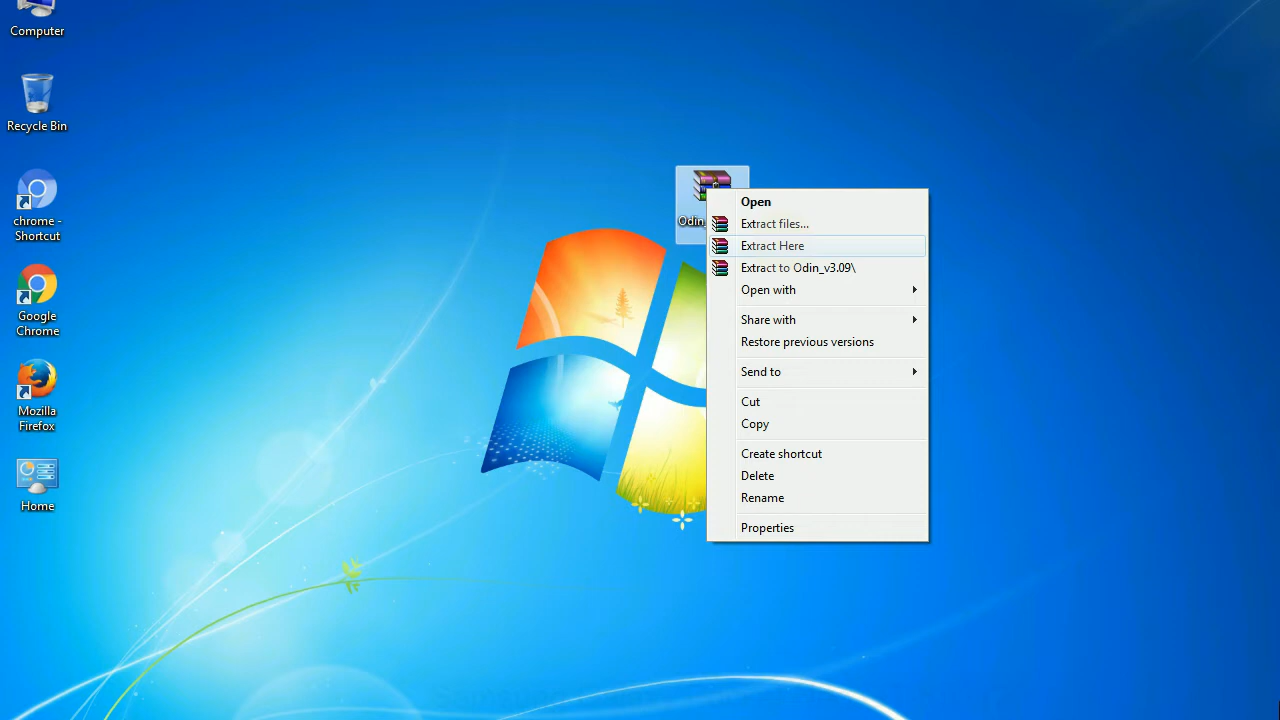 Computer
Recycle Bin
chrome -
Shortcut
Google
Chrome
Mozilla
Firefox
Home
Odin_
Open
Extract files...
Extract Here
Extract to Odin_v3.09\
Open with
Share with
Restore previous versions
Send to
Cut
Copy
Create shortcut
Delete
Rename
Properties